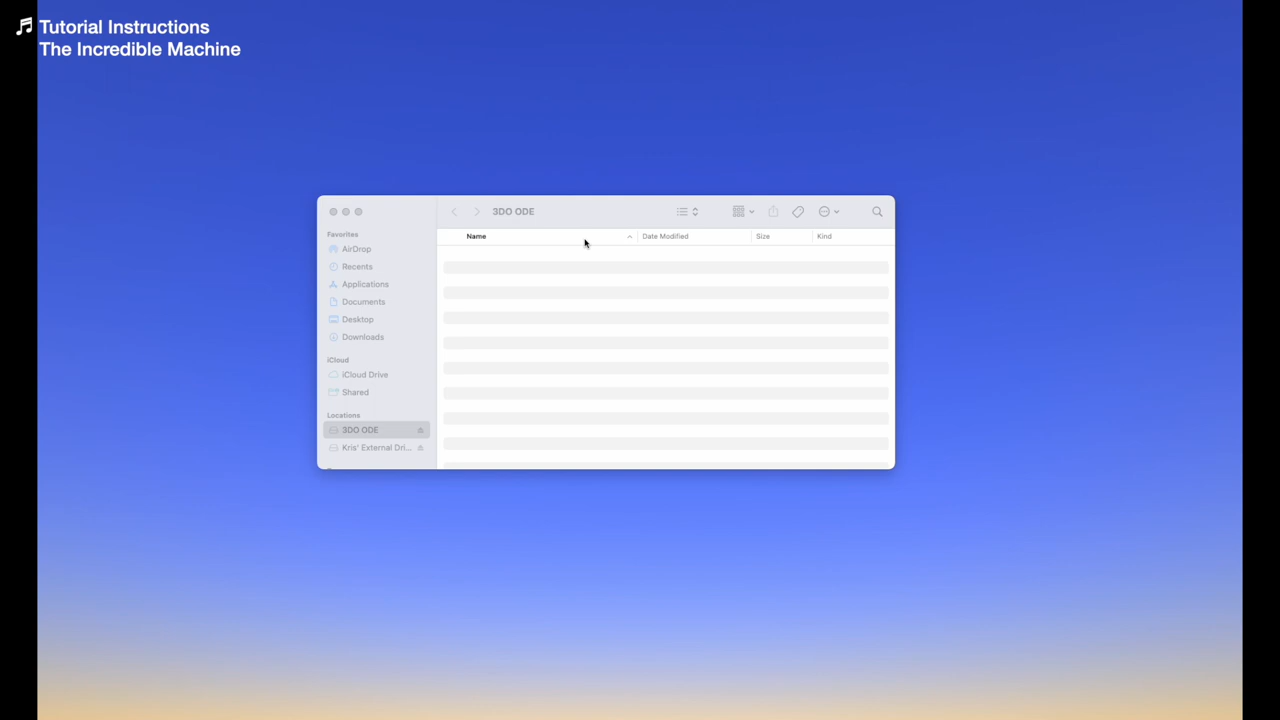 Tutorial Instructions
The Incredible Machine
3DO ODE
Favorites
AirDrop
Recents
Applications
Documents
Desktop
Downloads
iCloud
iCloud Drive
Shared
Locations
3DO ODE
Kris' External Dri...
Name
Date Modified
Size
Kind